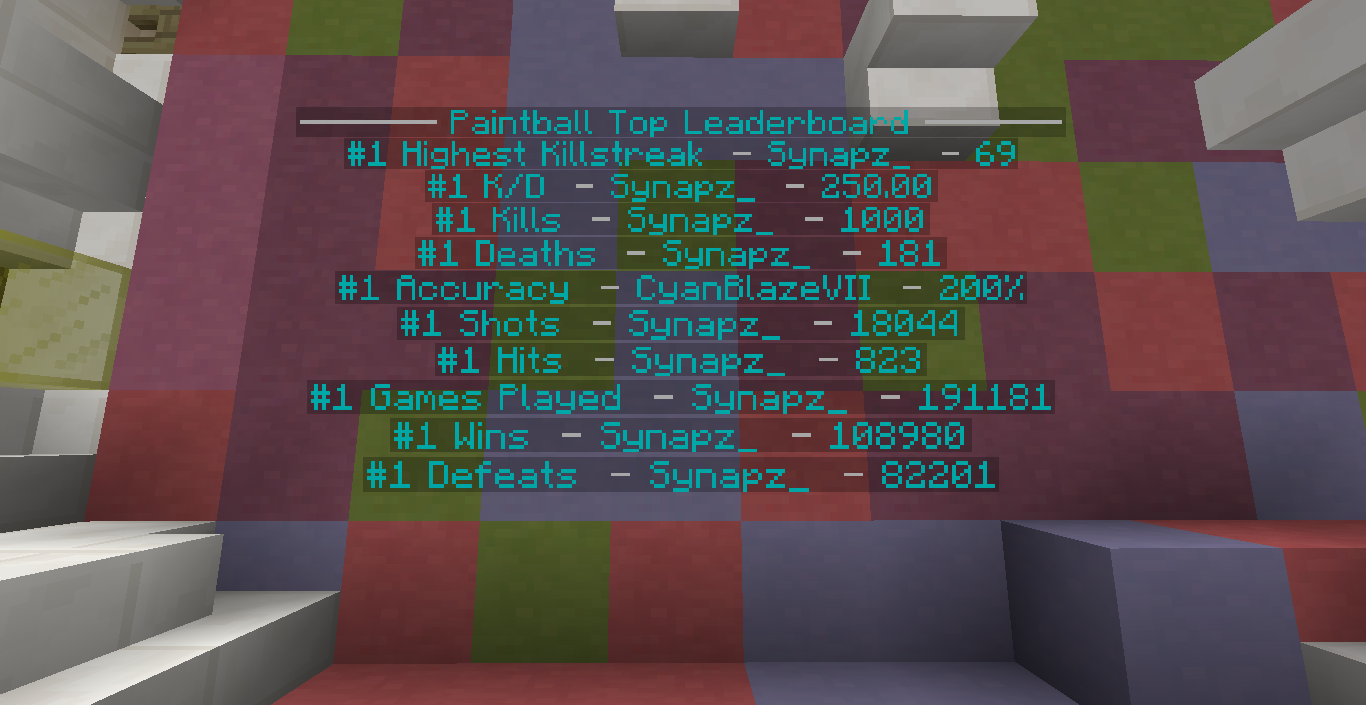 Paintball Top Leaderboard
#1 Highest Killstreak - Synapz_ - 69
#1 K/D - Synapz_ - 250.00
#1 Kills - Synapz_ - 1000
#1 Deaths - Synapz_ - 181
#1 Accuracy - CyanBlazeVII - 200%
#1 Shots - Synapz_ - 18044
#1 Hits - Synapz_ - 823
#1 Games Played - Synapz_ - 191181
#1 Wins - Synapz_ - 108980
#1 Defeats - Synapz_ - 82201